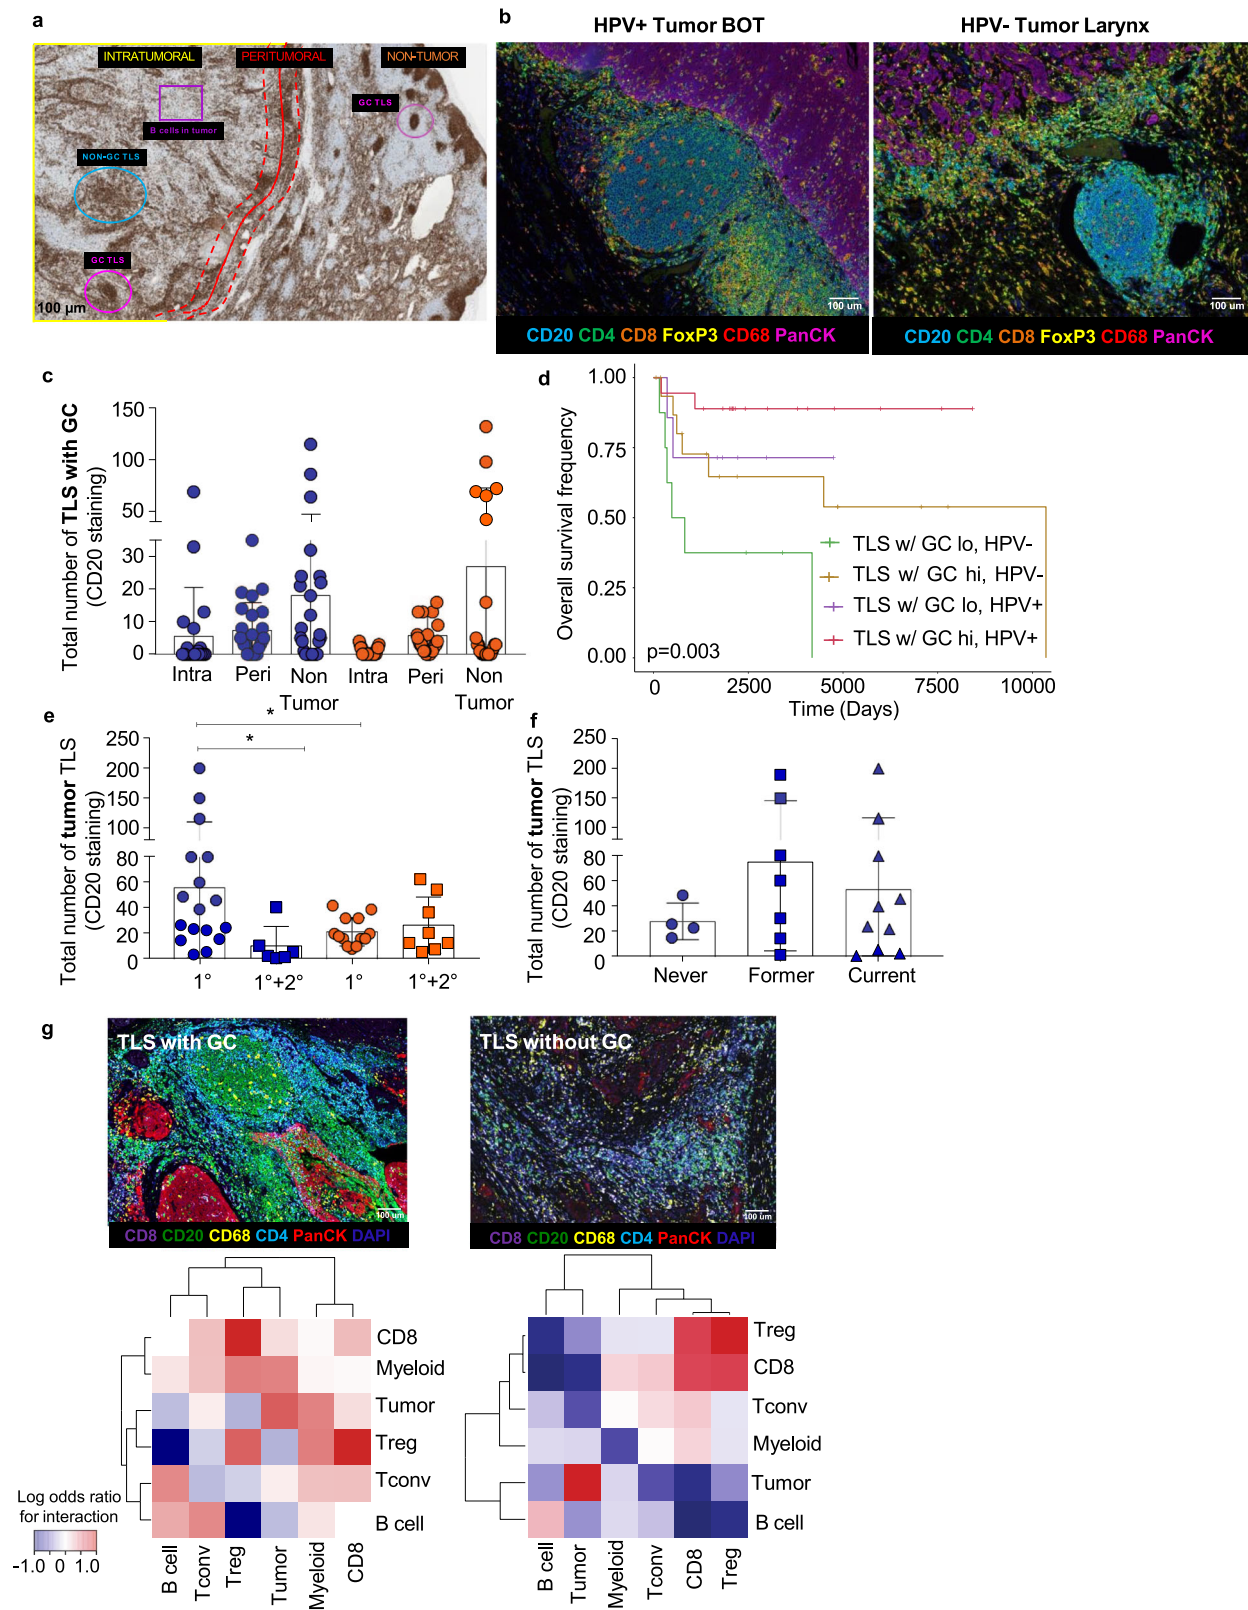 a
INTRATUMORAL
PERITUMORAL
NON-TUMOR
GC TLS
B cells in tumor
NON-GC TLS
GC TLS
100 µm
b
HPV+ Tumor BOT
HPV- Tumor Larynx
100 um
100 um
CD20 CD4 CD8 FoxP3 CD68 PanCK
CD20 CD4 CD8 FoxP3 CD68 PanCK
c
Total number of TLS with GC
(CD20 staining)
150
100
50
30
20
10
0
Intra
Peri
Non
Tumor
Intra
Peri
Non
Tumor
d
Overall survival frequency
1.00
0.75
0.50
0.25
0.00
TLS w/ GC lo, HPV-
TLS w/ GC hi, HPV-
TLS w/ GC lo, HPV+
TLS w/ GC hi, HPV+
p=0.003
0
2500
5000
7500
10000
Time (Days)
e
Total number of tumor TLS
(CD20 staining)
250
200
150
100
80
60
40
20
0
*
*
1°
1°+2°
1°
1°+2°
f
Total number of tumor TLS
(CD20 staining)
250
200
150
100
80
60
40
20
0
Never
Former
Current
g
TLS with GC
100 um
CD8 CD20 CD68 CD4 PanCK DAPI
TLS without GC
100 um
CD8 CD20 CD68 CD4 PanCK DAPI
CD8
Myeloid
Tumor
Treg
Tconv
B cell
B cell
Tconv
Treg
Tumor
Myeloid
CD8
Log odds ratio
for interaction
-1.0 0 1.0
Treg
CD8
Tconv
Myeloid
Tumor
B cell
B cell
Tumor
Myeloid
Tconv
CD8
Treg